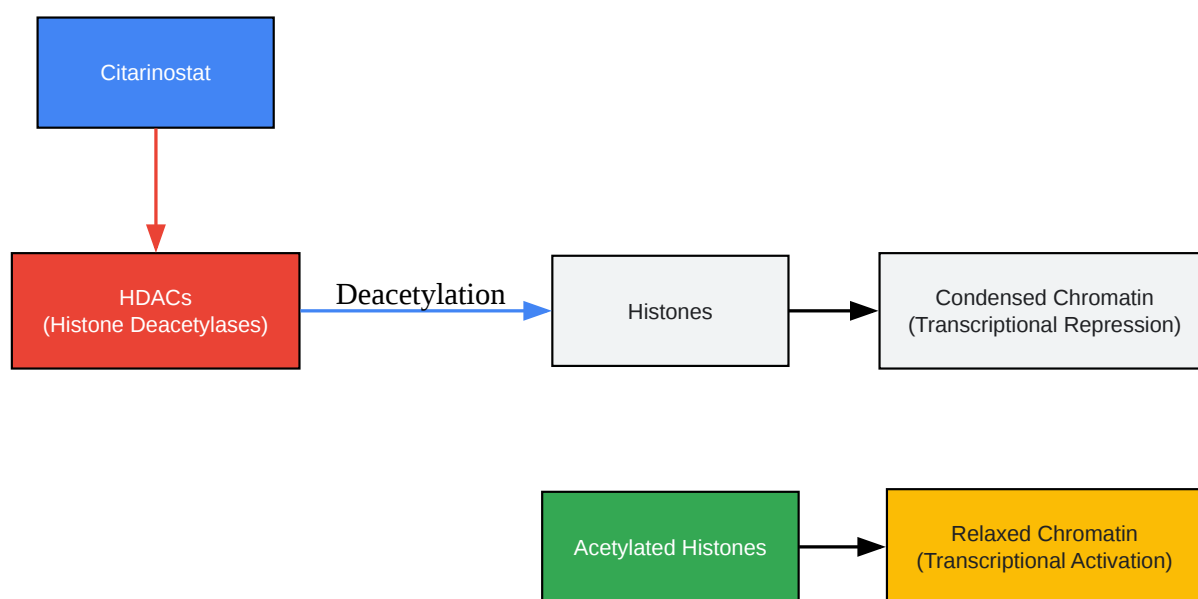 Citarinostat
HDACs
(Histone Deacetylases)
Deacetylation
Histones
Condensed Chromatin
(Transcriptional Repression)
Acetylated Histones
Relaxed Chromatin
(Transcriptional Activation)